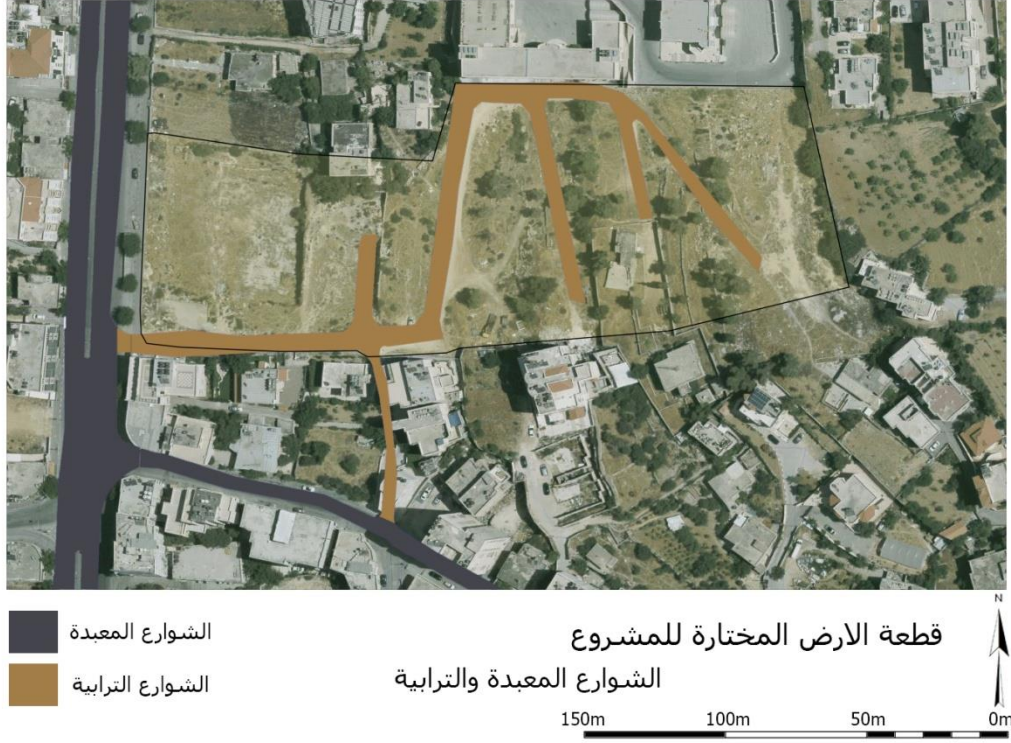 N
قطعة الارض المختارة للمشروع
الشوارع المعبدة والترابية
الشوارع المعبدة
الشوارع الترابية
150m 100m 50m 0m